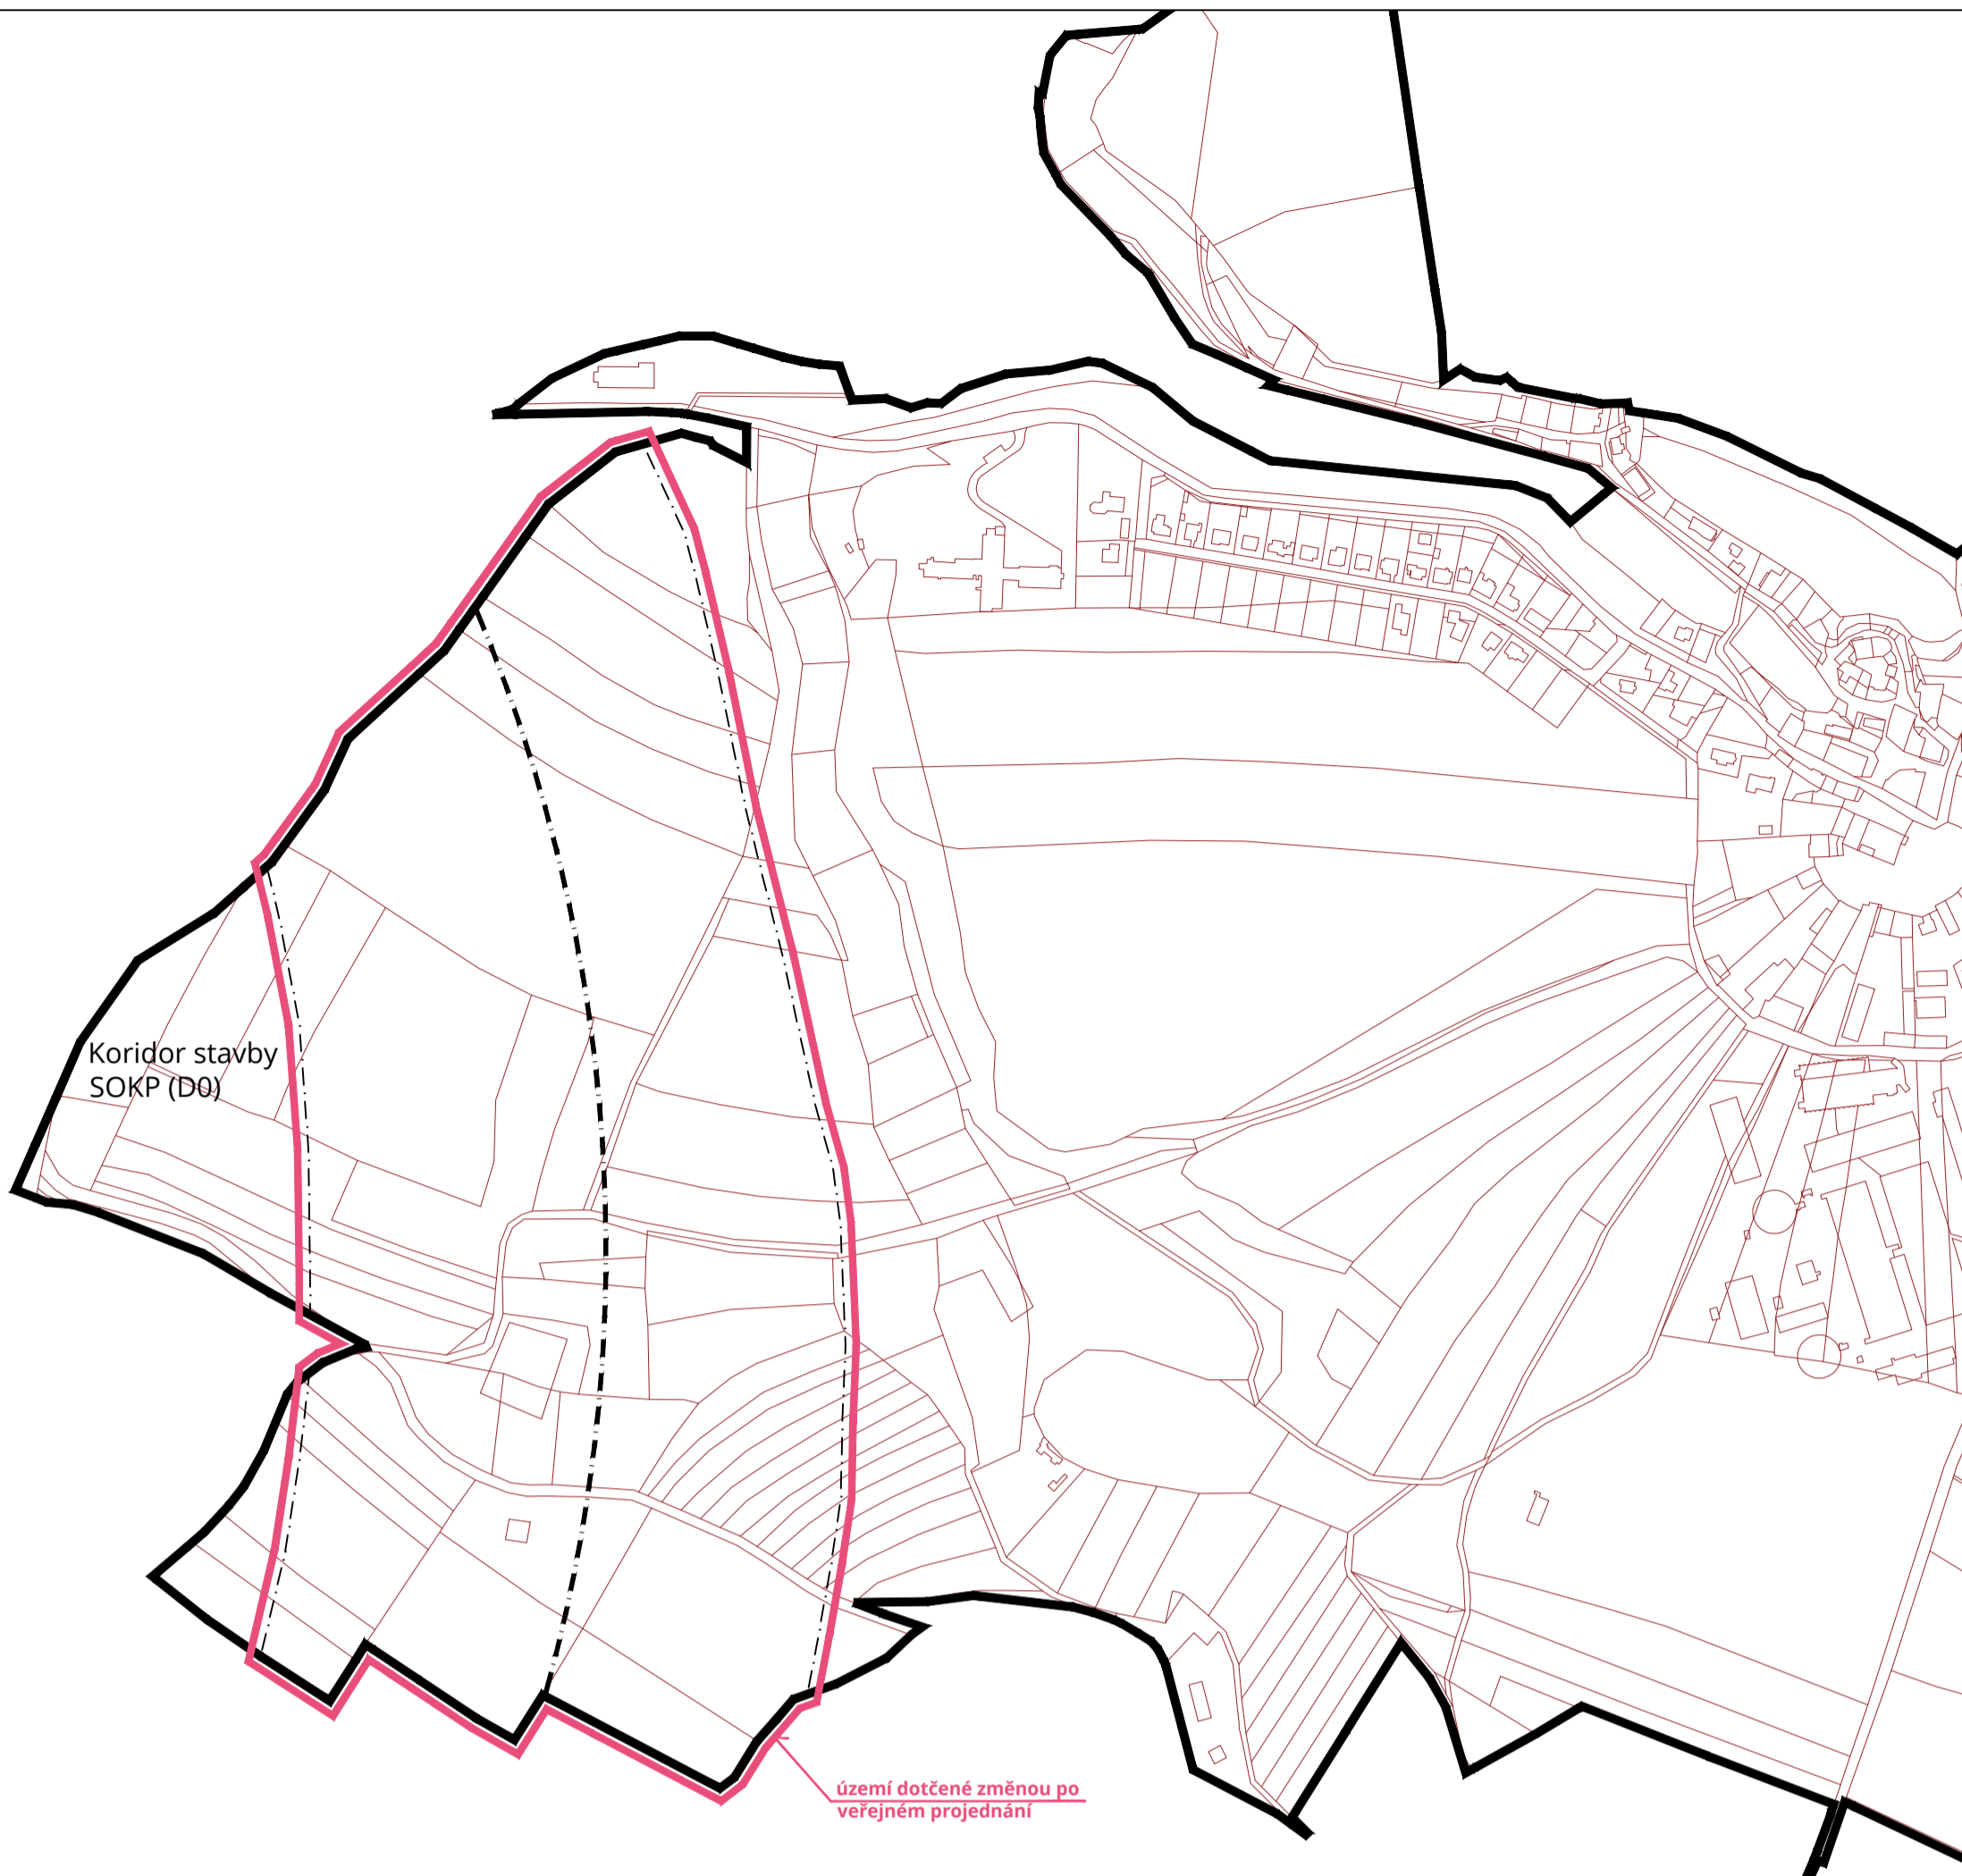 Koridor stavby
SOKP (D0)
území dotčené změnou po
veřejném projednání